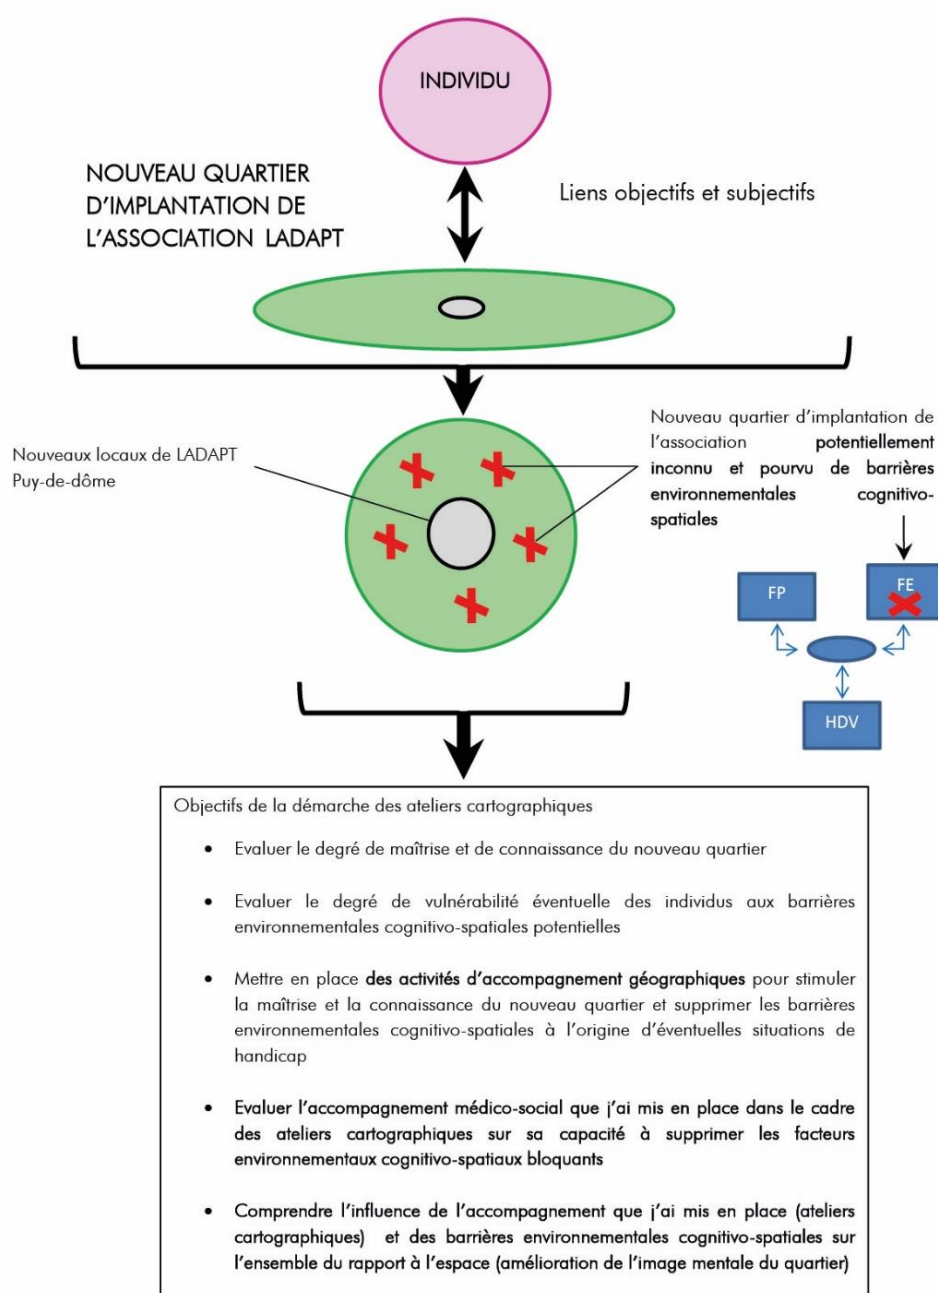 INDIVIDU
NOUVEAU QUARTIER
D'IMPLANTATION DE
L'ASSOCIATION LADAPT
Liens objectifs et subjectifs
Nouveaux locaux de LADAPT
Puy-de-dôme
Nouveau quartier d'implantation de
l'association potentiellement
inconnu et pourvu de barrières
environnementales cognitivo-
spatiales
FP
FE
HDV
Objectifs de la démarche des ateliers cartographiques
• Evaluer le degré de maîtrise et de connaissance du nouveau quartier
• Evaluer le degré de vulnérabilité éventuelle des individus aux barrières
environnementales cognitivo-spatiales potentielles
• Mettre en place des activités d'accompagnement géographiques pour stimuler
la maîtrise et la connaissance du nouveau quartier et supprimer les barrières
environnementales cognitivo-spatiales à l'origine d'éventuelles situations de
handicap
• Evaluer l'accompagnement médico-social que j'ai mis en place dans le cadre
des ateliers cartographiques sur sa capacité à supprimer les facteurs
environnementaux cognitivo-spatiaux bloquants
• Comprendre l'influence de l'accompagnement que j'ai mis en place (ateliers
cartographiques) et des barrières environnementales cognitivo-spatiales sur
l'ensemble du rapport à l'espace (amélioration de l'image mentale du quartier)